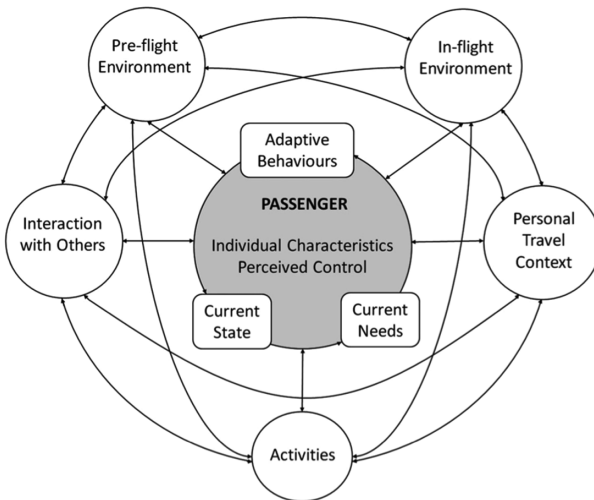 Pre-flight
Environment
In-flight
Environment
Adaptive
Behaviours
PASSENGER
Individual Characteristics
Perceived Control
Interaction
with Others
Personal
Travel
Context
Current
State
Current
Needs
Activities